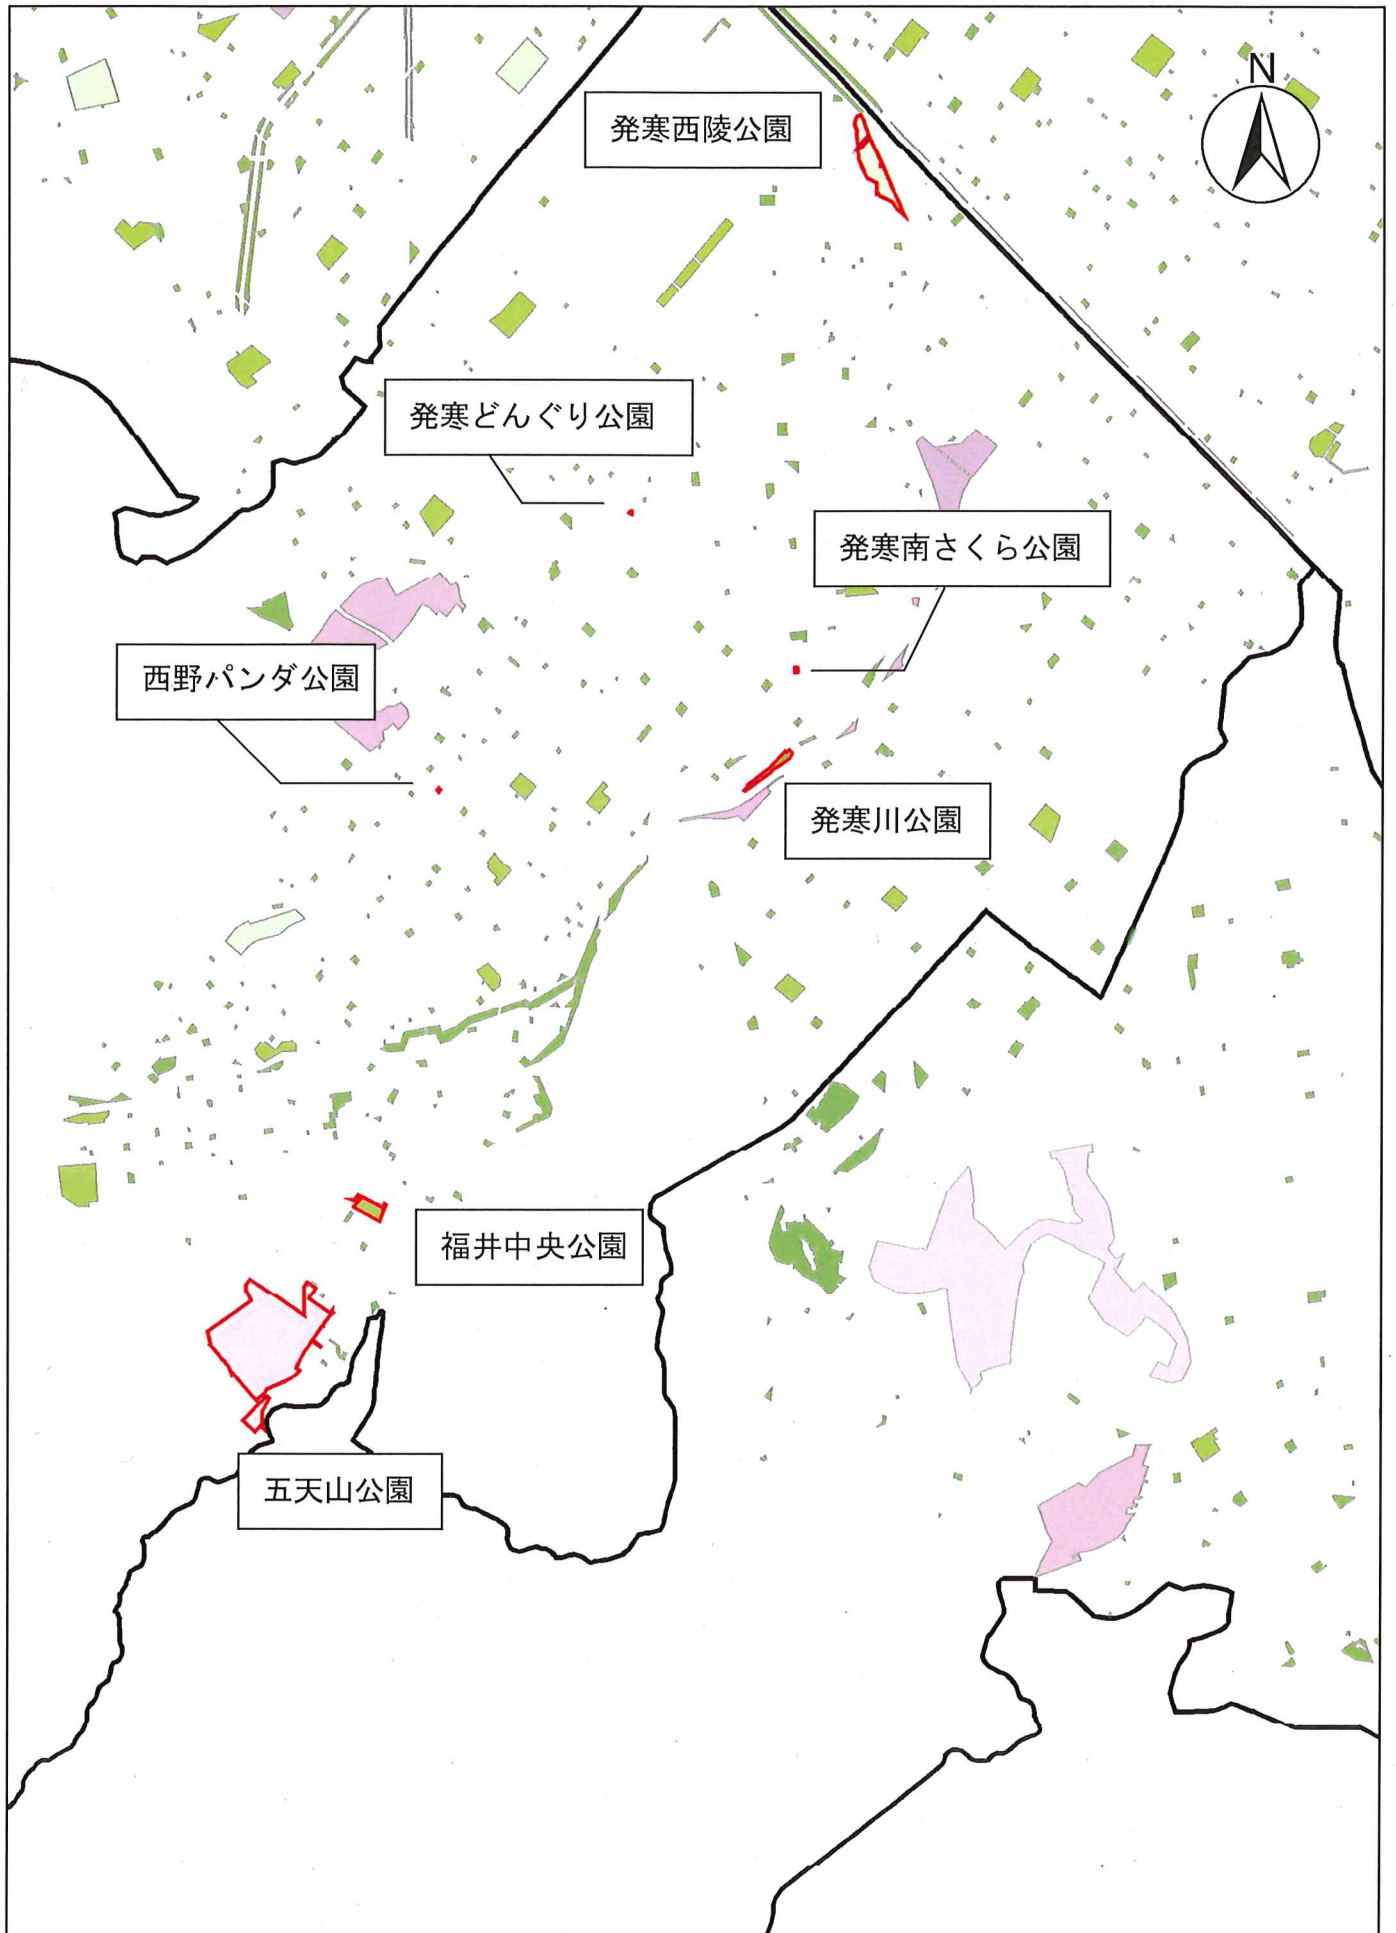 N
発寒西陵公園
発寒どんぐり公園
発寒南さくら公園
西野パンダ公園
発寒川公園
福井中央公園
五天山公園